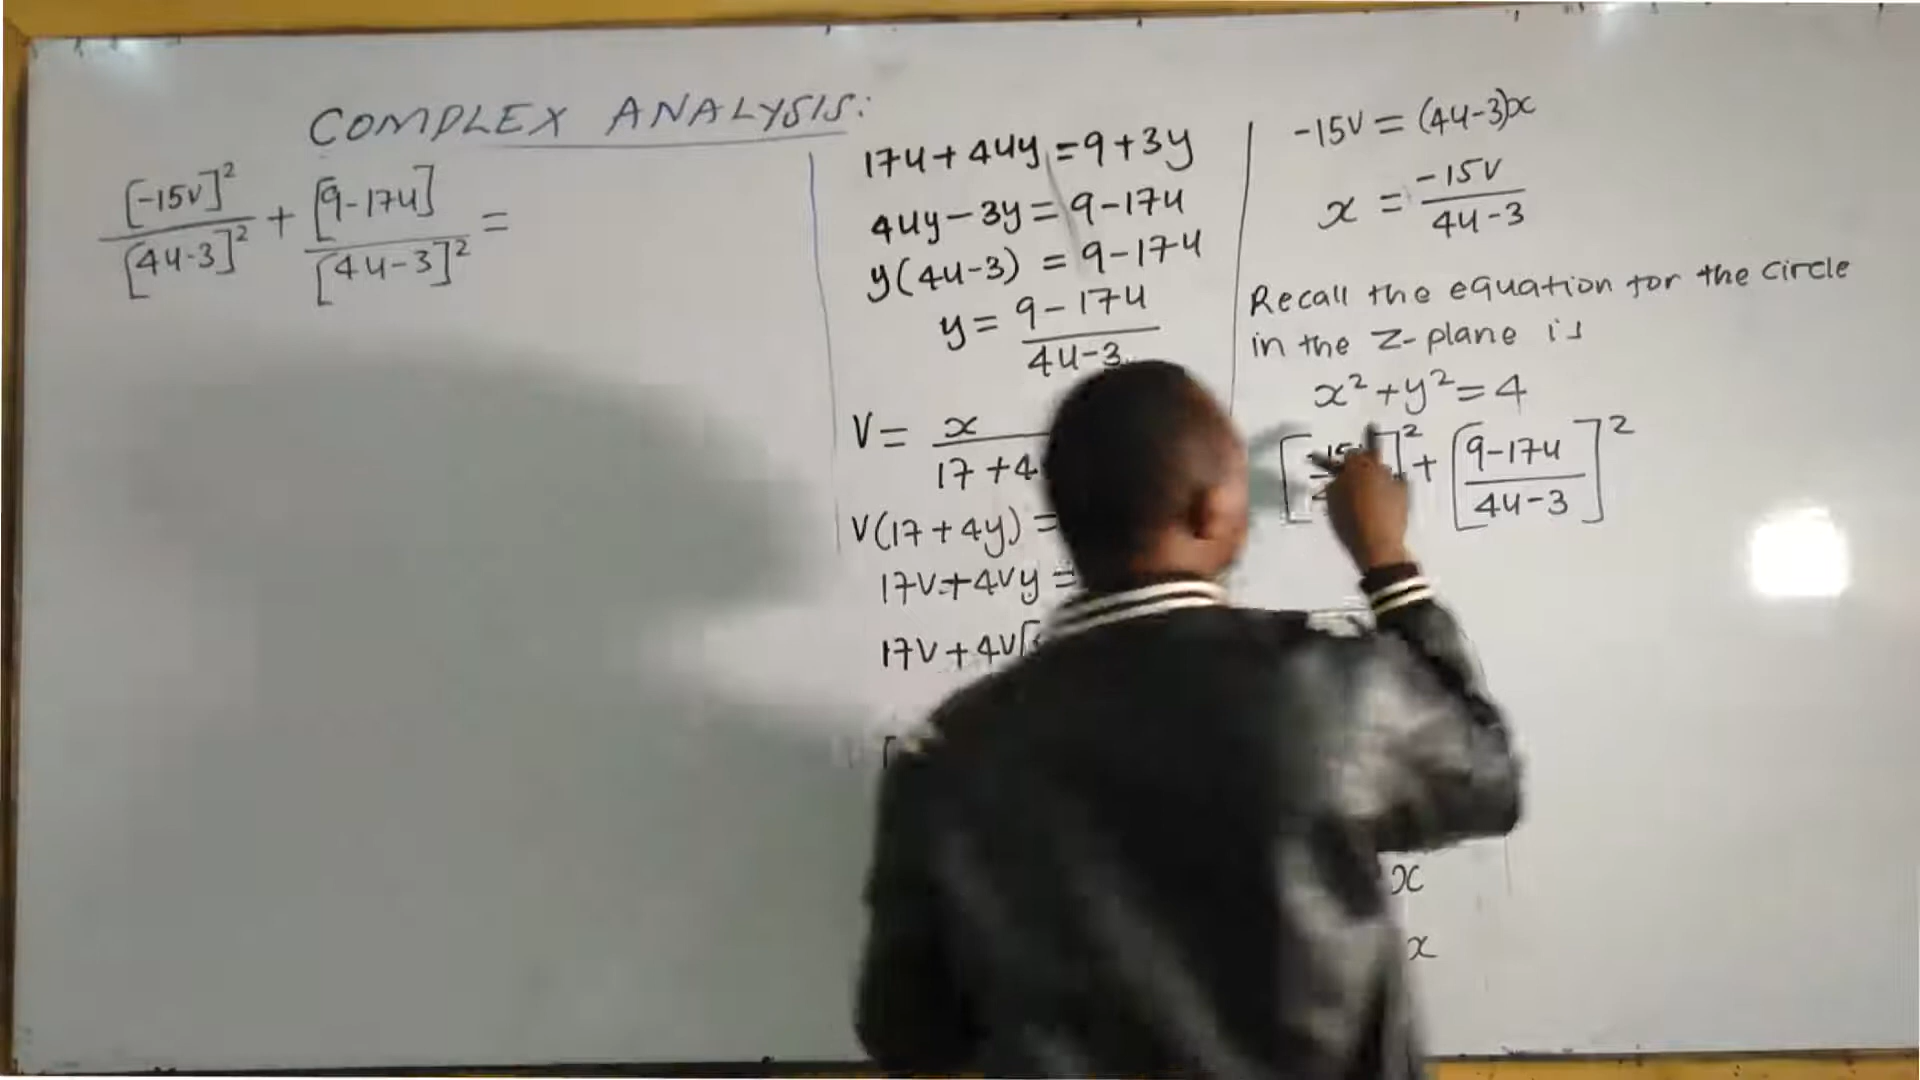 COMPLEX ANALYSIS:
[-15v]²/[4u-3]² + [9-17u]/[4u-3]² =
17u + 4uy = 9 + 3y
4uy - 3y = 9 - 17u
y(4u-3) = 9 - 17u
y = 9 - 17u/4u - 3
V = x/17 + 4
V(17 + 4y) =
17V + 4Vy =
17V + 4V[
-15V = (4u-3)x
x = -15V/4u - 3
Recall the equation for the circle
in the Z-plane is
x² + y² = 4
[-15 ]² + [9-17u/4u-3]²
x
x